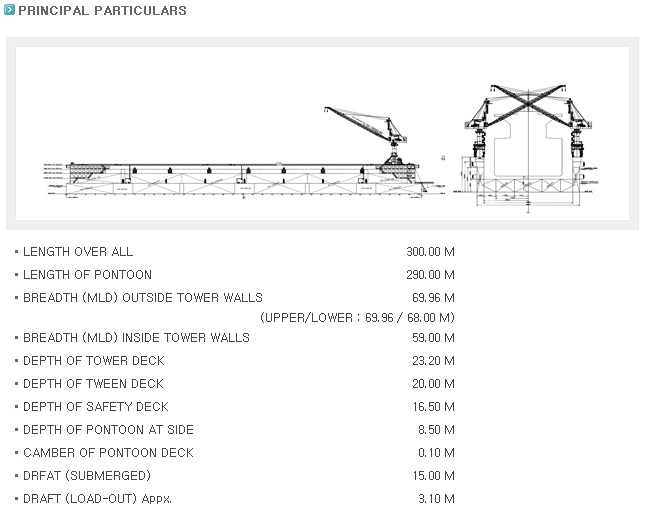 PRINCIPAL PARTICULARS
LENGTH OVER ALL 300.00 M
LENGTH OF PONTOON 290.00 M
BREADTH (MLD) OUTSIDE TOWER WALLS 69.96 M
(UPPER/LOWER : 69.96 / 68.00 M)
BREADTH (MLD) INSIDE TOWER WALLS 59.00 M
DEPTH OF TOWER DECK 23.20 M
DEPTH OF TWEEN DECK 20.00 M
DEPTH OF SAFETY DECK 16.50 M
DEPTH OF PONTOON AT SIDE 8.50 M
CAMBER OF PONTOON DECK 0.10 M
DRFAT (SUBMERGED) 15.00 M
DRAFT (LOAD-OUT) Appx. 3.10 M